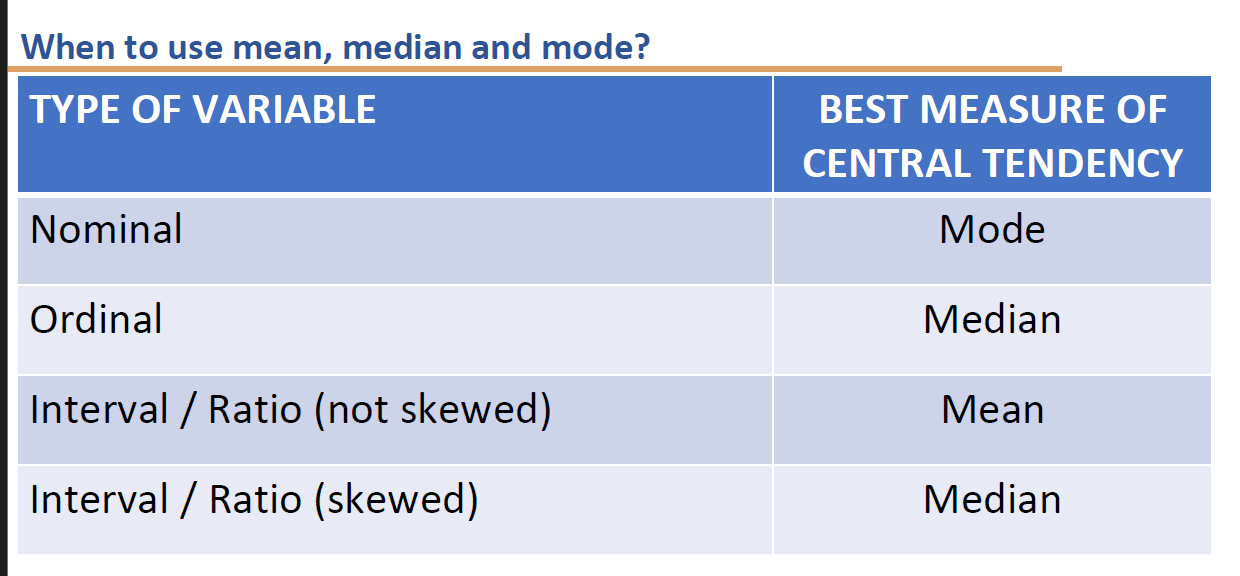 When to use mean, median and mode?
TYPE OF VARIABLE
BEST MEASURE OF
CENTRAL TENDENCY
Nominal
Mode
Ordinal
Median
Interval / Ratio (not skewed)
Mean
Interval / Ratio (skewed)
Median